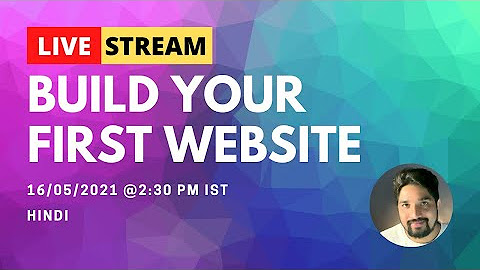 LIVE STREAM
BUILD YOUR
FIRST WEBSITE
16/05/2021 @2:30 PM IST
HINDI